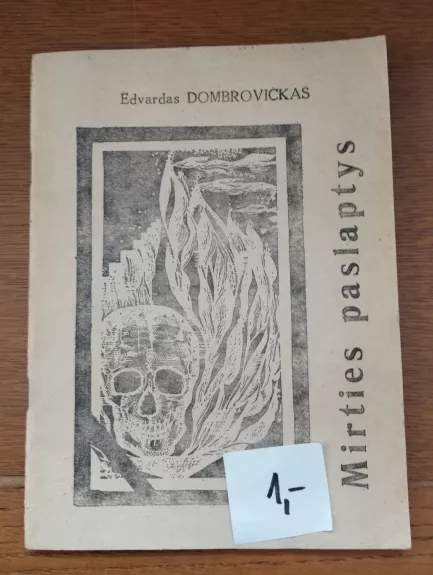 Edvardas DOMBROVICKAS
Mirties paslaptys
1,-